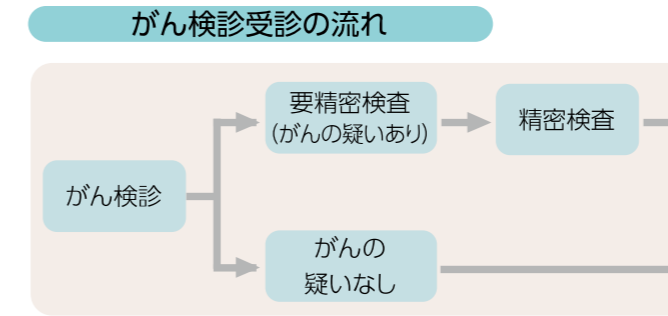 がん検診受診の流れ
要精密検査
(がんの疑いあり)
精密検査
がん検診
がんの
疑いなし